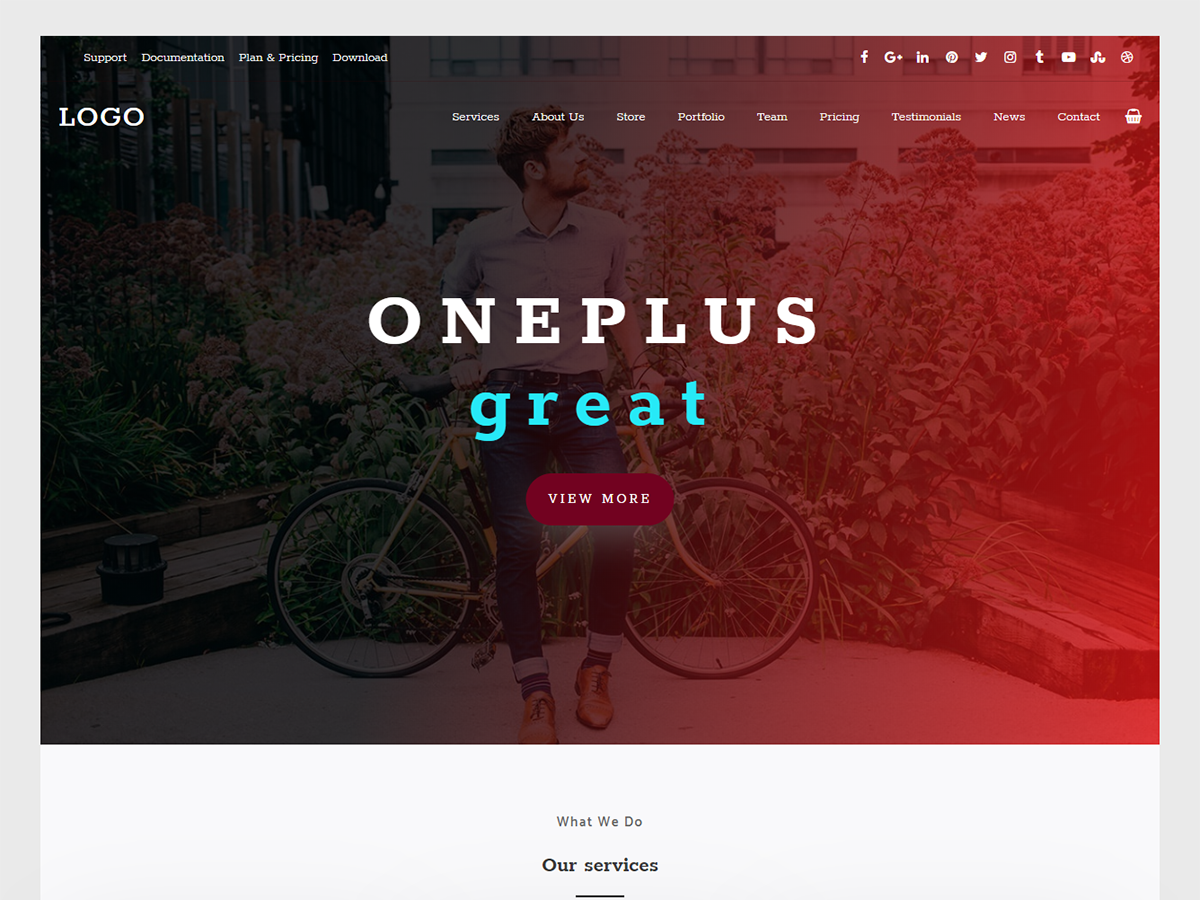 Support Documentation Plan & Pricing Download
LOGO
Services About Us Store Portfolio Team Pricing Testimonials News Contact
ONEPLUS
great
VIEW MORE
What We Do
Our services